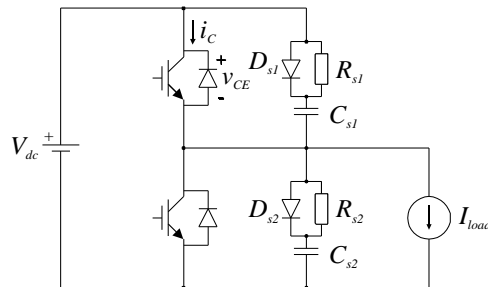 i_C
D_s1
+
v_CE
-
R_s1
C_s1
V_dc
+
D_s2
R_s2
I_load
C_s2